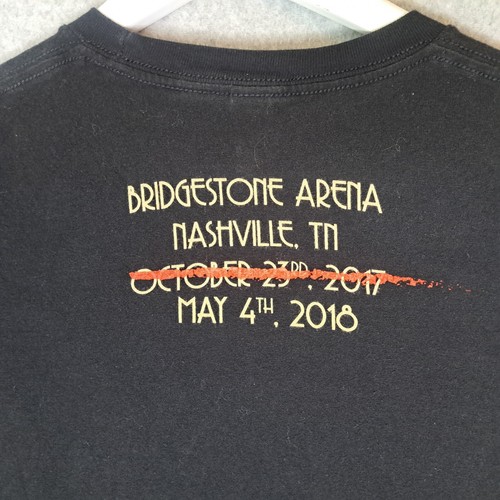 BRIDGESTONE ARENA
NASHVILLE, TN
OCTOBER 23RD, 2017
MAY 4TH, 2018